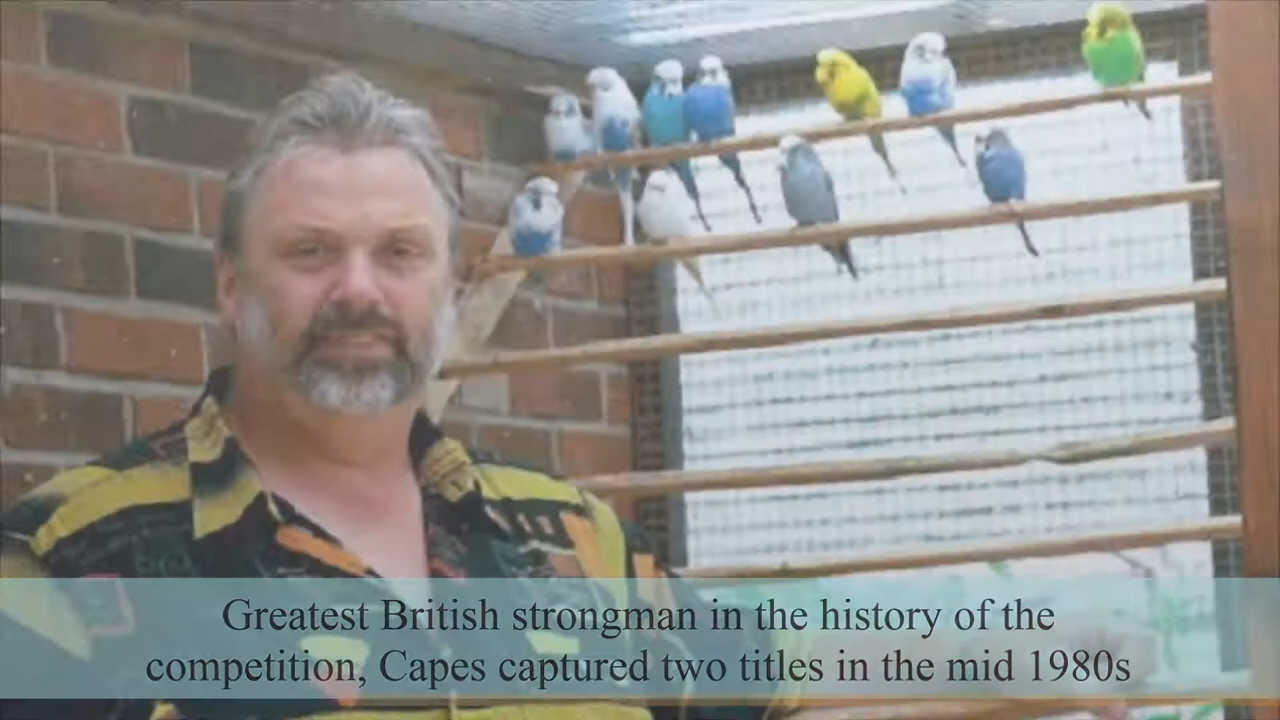 Greatest British strongman in the history of the
competition, Capes captured two titles in the mid 1980s